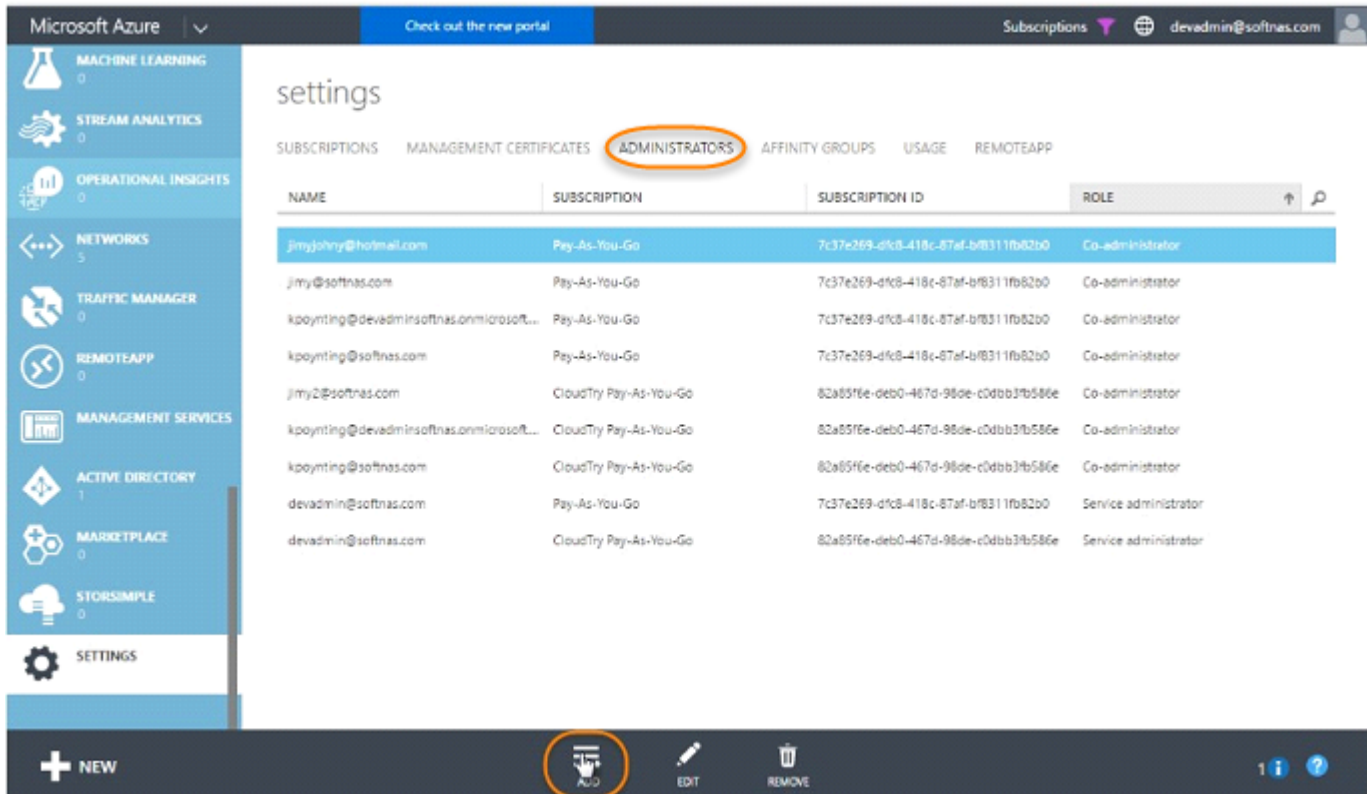 Microsoft Azure Check out the new portal Subscriptions devadmin@softnas.com
MACHINE LEARNING
0
STREAM ANALYTICS
0
OPERATIONAL INSIGHTS
0
NETWORKS
5
TRAFFIC MANAGER
0
REMOTEAPP
0
MANAGEMENT SERVICES
ACTIVE DIRECTORY
1
MARKETPLACE
0
STORSIMPLE
0
SETTINGS
settings
SUBSCRIPTIONS MANAGEMENT CERTIFICATES ADMINISTRATORS AFFINITY GROUPS USAGE REMOTEAPP
NAME SUBSCRIPTION SUBSCRIPTION ID ROLE
jimyjohny@hotmail.com Pay-As-You-Go 7c37e269-dfc8-418c-87af-bf8311fb82b0 Co-administrator
jimy@softnas.com Pay-As-You-Go 7c37e269-dfc8-418c-87af-bf8311fb82b0 Co-administrator
kpoynting@devadminsoftnas.onmicrosoft.... Pay-As-You-Go 7c37e269-dfc8-418c-87af-bf8311fb82b0 Co-administrator
kpoynting@softnas.com Pay-As-You-Go 7c37e269-dfc8-418c-87af-bf8311fb82b0 Co-administrator
jimy2@softnas.com CloudTry Pay-As-You-Go 82a85f6e-deb0-467d-98de-c0dbb3fb586e Co-administrator
kpoynting@devadminsoftnas.onmicrosoft.... CloudTry Pay-As-You-Go 82a85f6e-deb0-467d-98de-c0dbb3fb586e Co-administrator
kpoynting@softnas.com CloudTry Pay-As-You-Go 82a85f6e-deb0-467d-98de-c0dbb3fb586e Co-administrator
devadmin@softnas.com Pay-As-You-Go 7c37e269-dfc8-418c-87af-bf8311fb82b0 Service administrator
devadmin@softnas.com CloudTry Pay-As-You-Go 82a85f6e-deb0-467d-98de-c0dbb3fb586e Service administrator
NEW ADD EDIT REMOVE 1